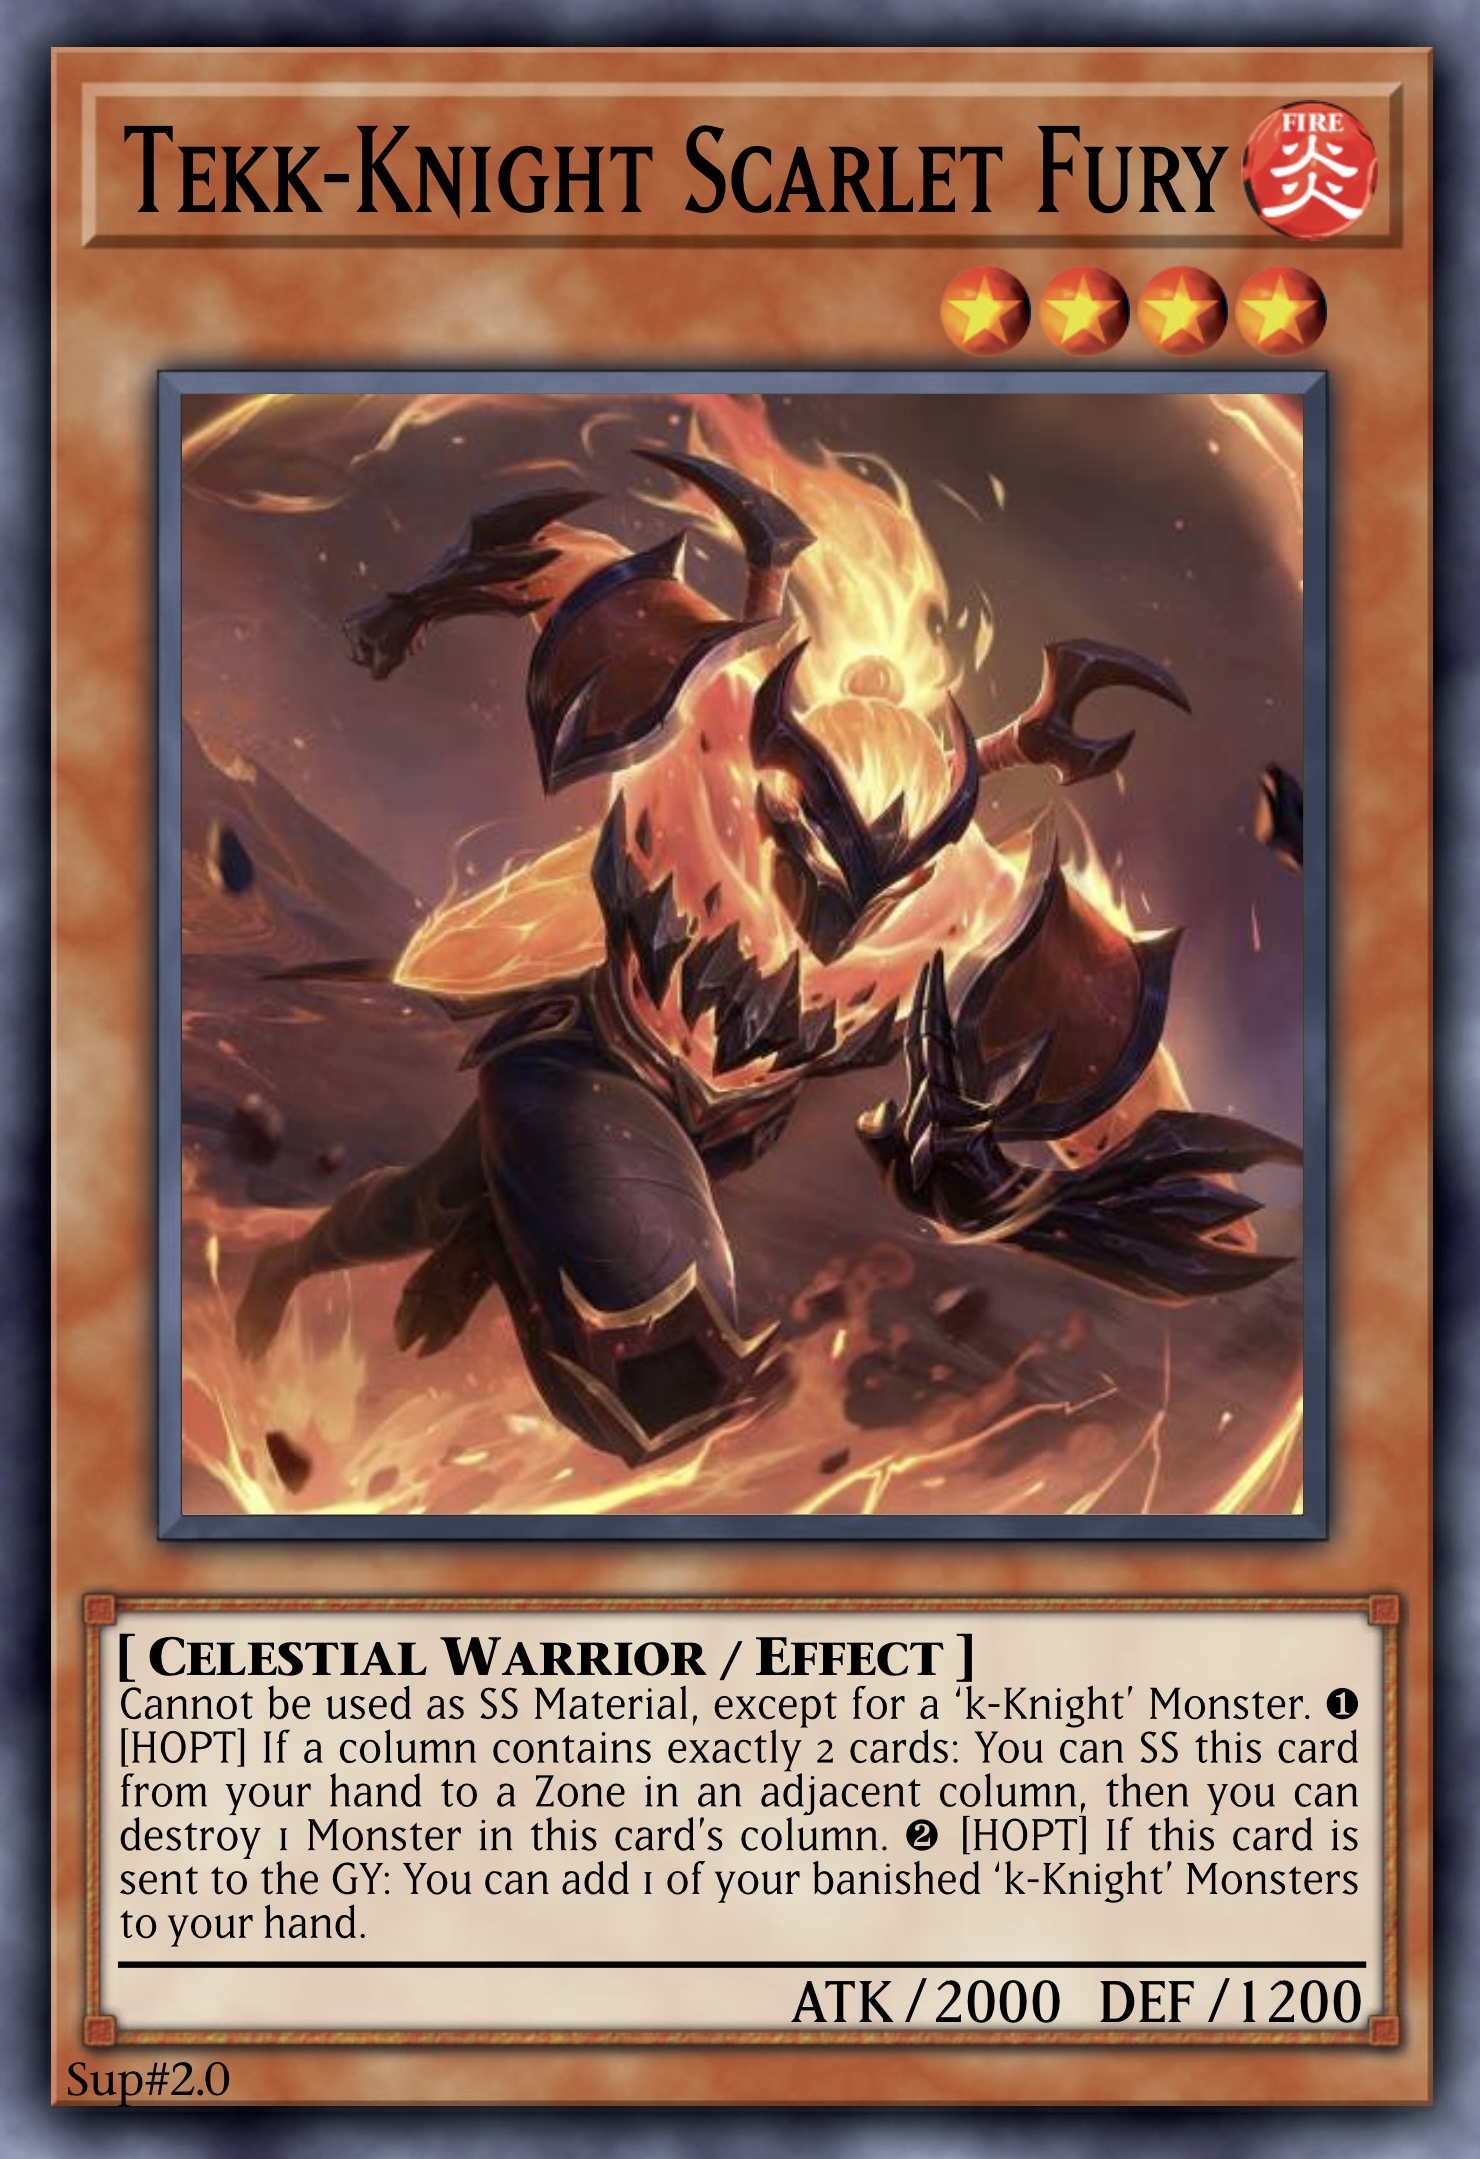 Tekk-Knight Scarlet Fury
FIRE
炎
[ Celestial Warrior / Effect ]
Cannot be used as SS Material, except for a ‘k-Knight’ Monster. ❶
[HOPT] If a column contains exactly 2 cards: You can SS this card
from your hand to a Zone in an adjacent column, then you can
destroy 1 Monster in this card's column. ❷ [HOPT] If this card is
sent to the GY: You can add 1 of your banished ‘k-Knight’ Monsters
to your hand.
ATK/2000 DEF/1200
Sup#2.0